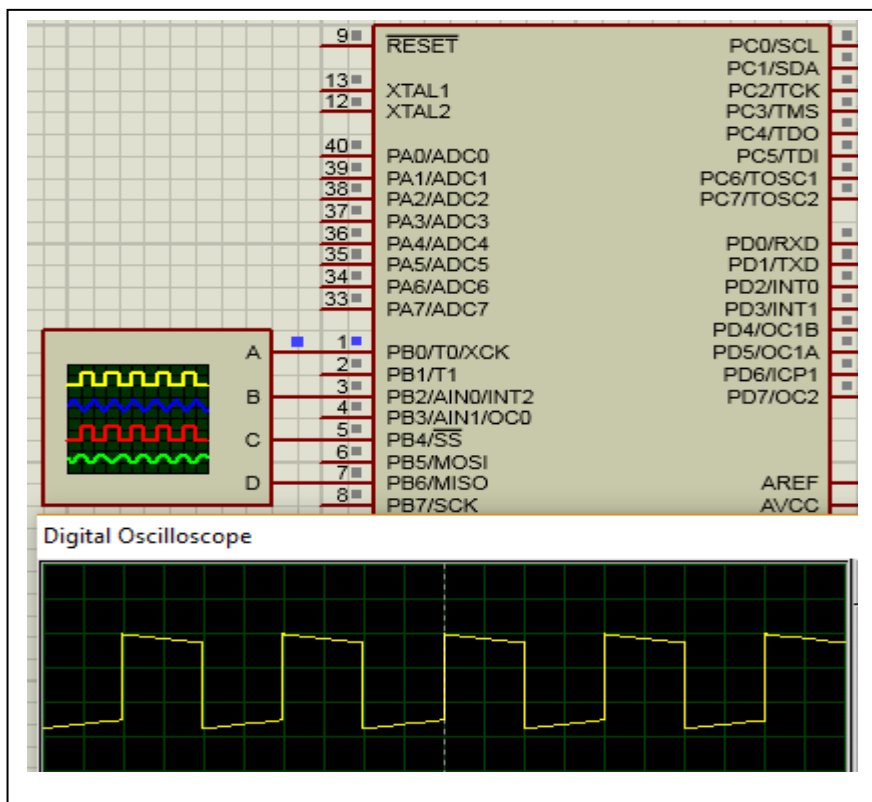 9
RESET
PC0/SCL
PC1/SDA
13
XTAL1
PC2/TCK
12
XTAL2
PC3/TMS
PC4/TDO
40
PA0/ADC0
PC5/TDI
39
PA1/ADC1
PC6/TOSC1
38
PA2/ADC2
PC7/TOSC2
37
PA3/ADC3
36
PA4/ADC4
PD0/RXD
35
PA5/ADC5
PD1/TXD
34
PA6/ADC6
PD2/INT0
33
PA7/ADC7
PD3/INT1
PD4/OC1B
A
1
PB0/T0/XCK
PD5/OC1A
2
PB1/T1
PD6/ICP1
B
3
PB2/AIN0/INT2
PD7/OC2
4
PB3/AIN1/OC0
C
5
PB4/SS
6
PB5/MOSI
D
7
PB6/MISO
AREF
8
PB7/SCK
AVCC
Digital Oscilloscope